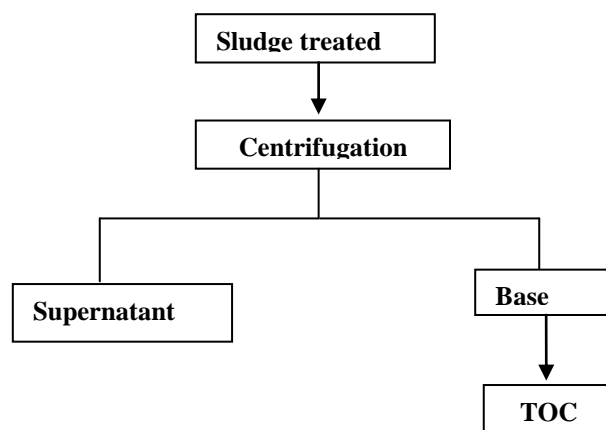 Sludge treated
Centrifugation
Supernatant
Base
TOC